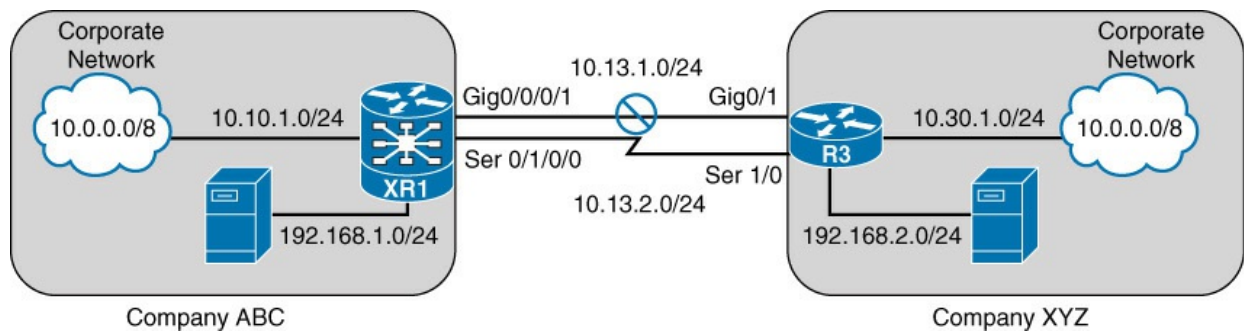 Corporate
Network
10.0.0.0/8
10.10.1.0/24
XR1
192.168.1.0/24
Gig0/0/0/1
Ser 0/1/0/0
10.13.1.0/24
10.13.2.0/24
Gig0/1
Ser 1/0
R3
10.30.1.0/24
192.168.2.0/24
Corporate
Network
10.0.0.0/8
Company ABC
Company XYZ